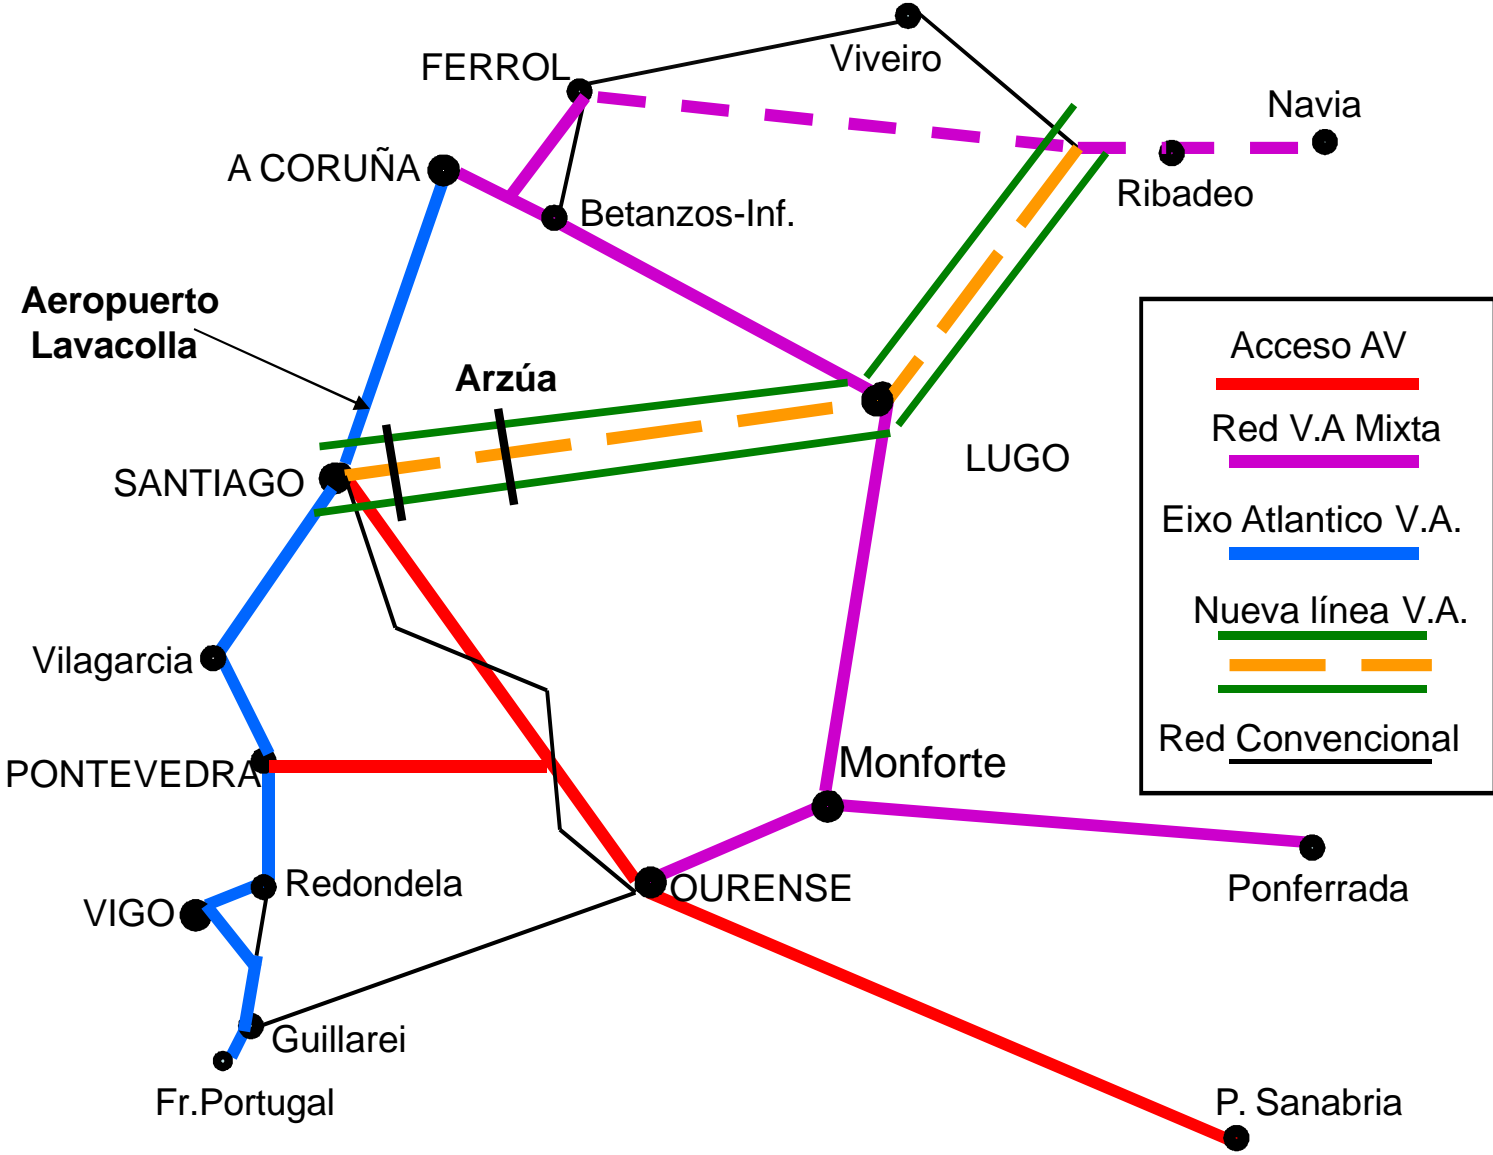 Viveiro
FERROL
Navia
A CORUÑA
Ribadeo
Betanzos-Inf.
Aeropuerto
Lavacolla
Arzúa
LUGO
SANTIAGO
Vilagarcia
PONTEVEDRA
Monforte
Redondela
OURENSE
Ponferrada
VIGO
Guillarei
Fr.Portugal
P. Sanabria
Acceso AV
Red V.A Mixta
Eixo Atlantico V.A.
Nueva línea V.A.
Red Convencional